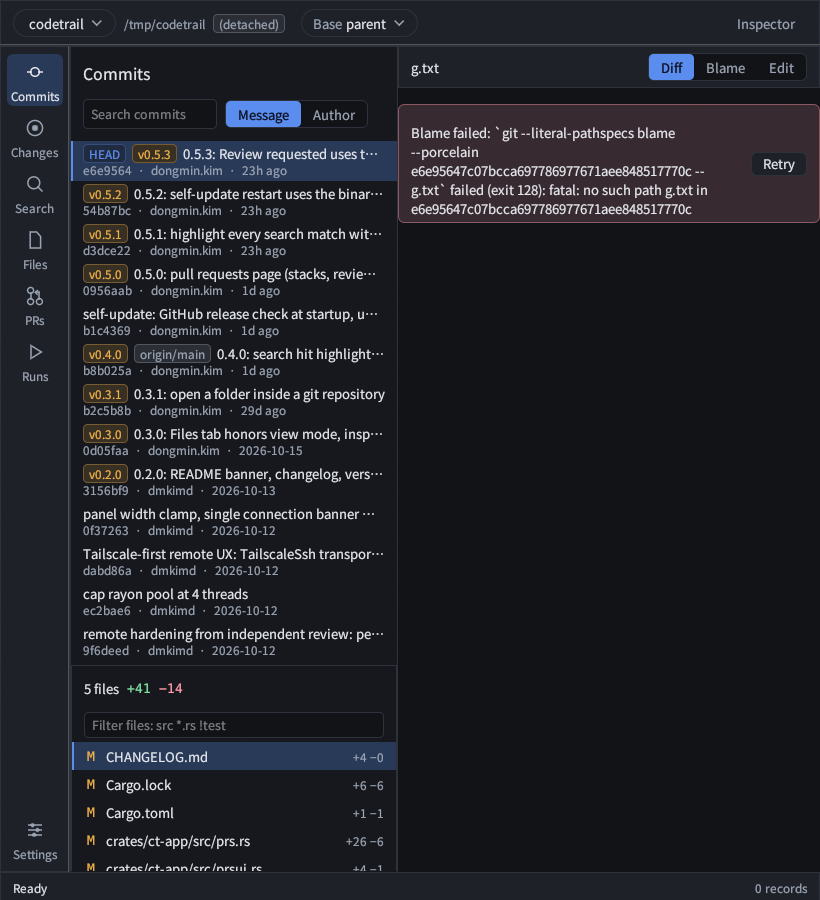 codetrail /tmp/codetrail (detached) Base parent Inspector
Commits
Changes
Search
Files
PRs
Runs
Settings
Commits
Search commits Message Author
HEAD v0.5.3 0.5.3: Review requested uses t···
e6e9564 · dongmin.kim · 23h ago
v0.5.2 0.5.2: self-update restart uses the binar···
54b87bc · dongmin.kim · 23h ago
v0.5.1 0.5.1: highlight every search match wit···
d3dce22 · dongmin.kim · 23h ago
v0.5.0 0.5.0: pull requests page (stacks, revie···
0956aab · dongmin.kim · 1d ago
self-update: GitHub release check at startup, u···
b1c4369 · dongmin.kim · 1d ago
v0.4.0 origin/main 0.4.0: search hit highlight···
b8b025a · dongmin.kim · 1d ago
v0.3.1 0.3.1: open a folder inside a git repository
b2c5b8b · dongmin.kim · 29d ago
v0.3.0 0.3.0: Files tab honors view mode, insp···
0d05faa · dongmin.kim · 2026-10-15
v0.2.0 0.2.0: README banner, changelog, vers···
3156bf9 · dmkimd · 2026-10-13
panel width clamp, single connection banner ···
0f37263 · dmkimd · 2026-10-12
Tailscale-first remote UX: TailscaleSsh transpor···
dabd86a · dmkimd · 2026-10-12
cap rayon pool at 4 threads
ec2bae6 · dmkimd · 2026-10-12
remote hardening from independent review: pe···
9f6deed · dmkimd · 2026-10-12
5 files +41 −14
Filter files: src *.rs !test
M CHANGELOG.md +4 −0
M Cargo.lock +6 −6
M Cargo.toml +1 −1
M crates/ct-app/src/prs.rs +26 −6
M crates/ct-app/src/prsui.rs +4 −1
g.txt Diff Blame Edit
Blame failed: `git --literal-pathspecs blame
--porcelain
e6e95647c07bcca697786977671aee848517770c --
g.txt` failed (exit 128): fatal: no such path g.txt in
e6e95647c07bcca697786977671aee848517770c
Retry
Ready 0 records